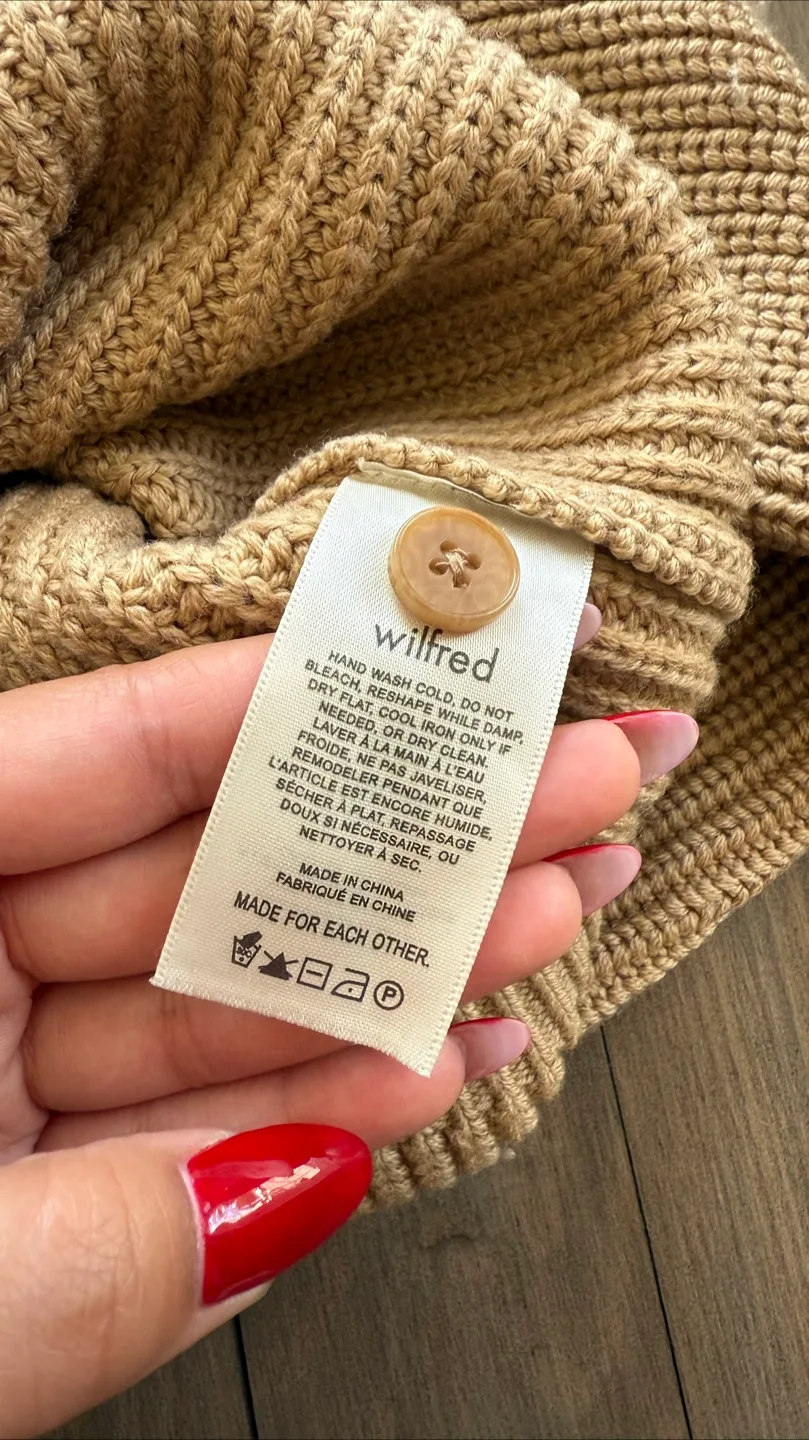 wilfred
HAND WASH COLD, DO NOT
BLEACH, RESHAPE WHILE DAMP,
DRY FLAT, COOL IRON ONLY IF
NEEDED, OR DRY CLEAN.
LAVER À LA MAIN À L'EAU
FROIDE, NE PAS JAVELISER,
REMODELER PENDANT QUE
L'ARTICLE EST ENCORE HUMIDE,
SÉCHER À PLAT, REPASSAGE
DOUX SI NÉCESSAIRE, OU
NETTOYER À SEC.
MADE IN CHINA
FABRIQUÉ EN CHINE
MADE FOR EACH OTHER.
P